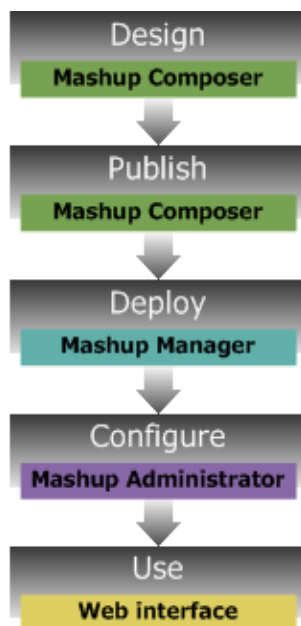 Design
Mashup Composer
Publish
Mashup Composer
Deploy
Mashup Manager
Configure
Mashup Administrator
Use
Web interface